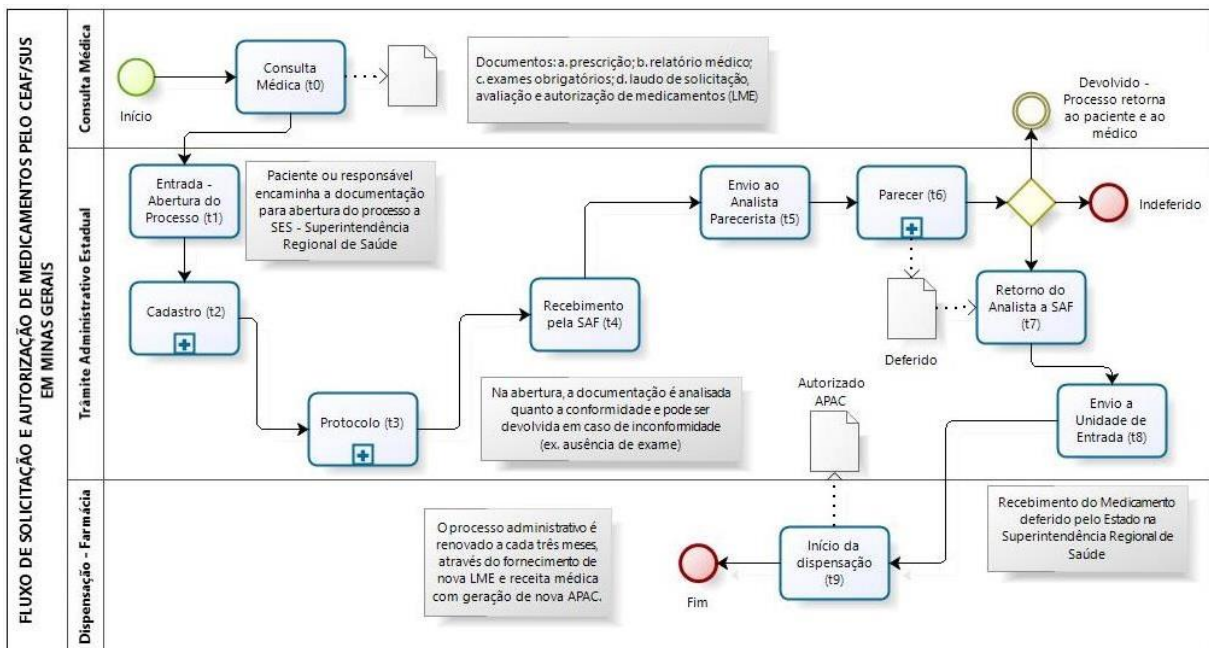 FLUXO DE SOLICITAÇÃO E AUTORIZAÇÃO DE MEDICAMENTOS PELO CEAF/SUS
EM MINAS GERAIS
Consulta Médica
Início
Consulta
Médica (t0)
Documentos: a. prescrição; b. relatório médico;
c. exames obrigatórios; d. laudo de solicitação,
avaliação e autorização de medicamentos (LME)
Devolvido -
Processo retorna
ao paciente e ao
médico
Trâmite Administrativo Estadual
Entrada -
Abertura do
Processo (t1)
Paciente ou responsável
encaminha a documentação
para abertura do processo a
SES - Superintendência
Regional de Saúde
Cadastro (t2)
Protocolo (t3)
Recebimento
pela SAF (t4)
Na abertura, a documentação é analisada
quanto a conformidade e pode ser
devolvida em caso de inconformidade
(ex. ausência de exame)
Envio ao
Analista
Parecerista (t5)
Parecer (t6)
Indeferido
Deferido
Retorno do
Analista a SAF
(t7)
Envio a
Unidade de
Entrada (t8)
Autorizado
APAC
Dispensação - Farmácia
O processo administrativo é
renovado a cada três meses,
através do fornecimento de
nova LME e receita médica
com geração de nova APAC.
Fim
Início da
dispensação
(t9)
Recebimento do Medicamento
deferido pelo Estado na
Superintendência Regional de
Saúde